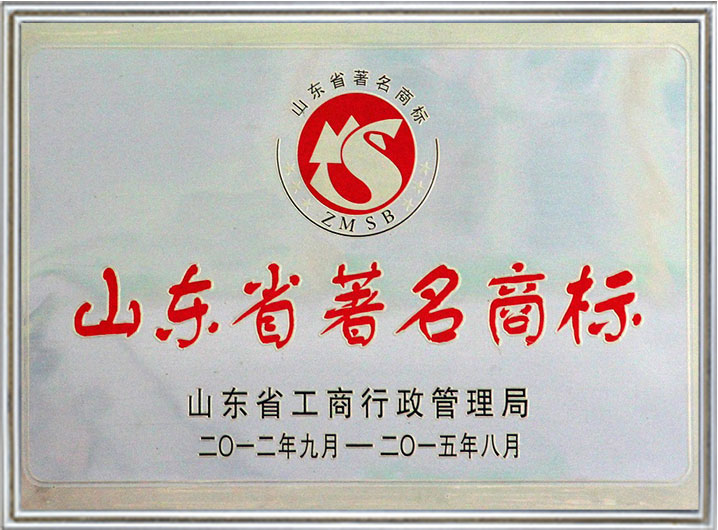 山东省著名商标
ZMSB
山东省著名商标
山东省工商行政管理局
二〇一二年九月一二〇一五年八月